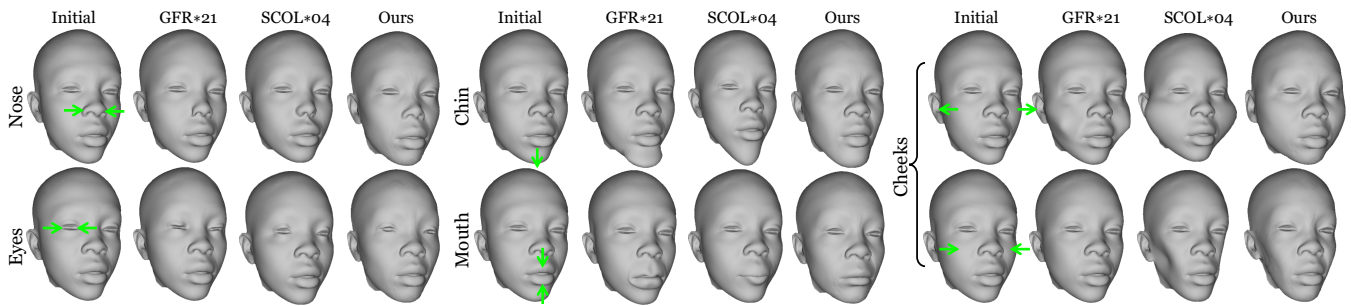 Initial GFR*21 SCOL*04 Ours Initial GFR*21 SCOL*04 Ours Initial GFR*21 SCOL*04 Ours
Nose
Chin
Cheeks
Eyes
Mouth